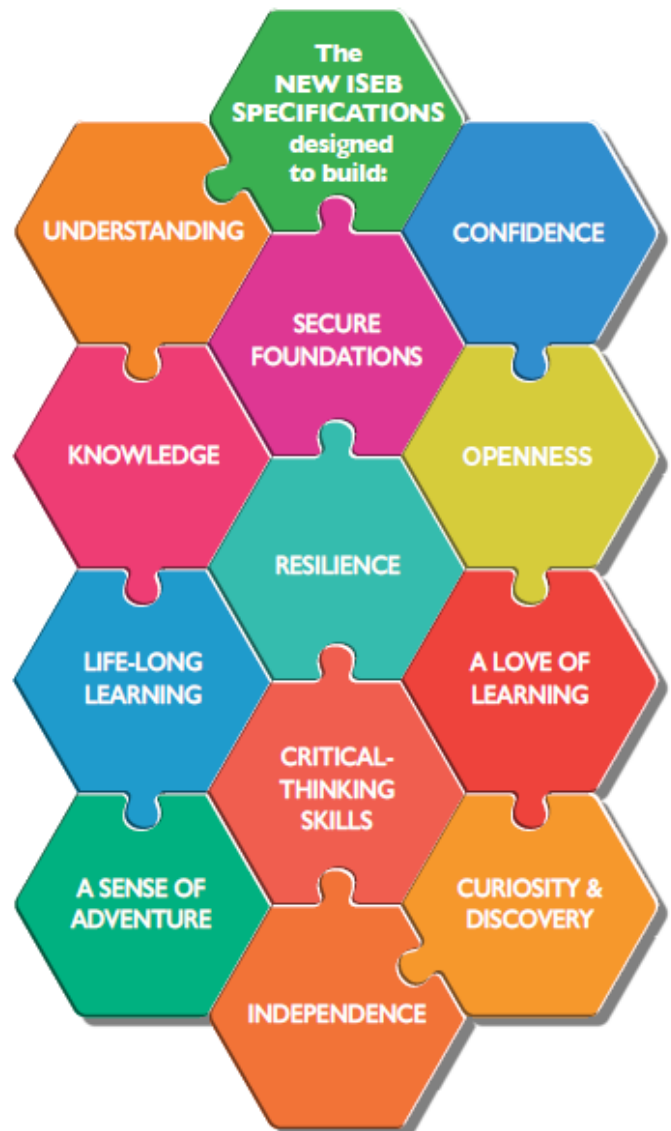 The
NEW ISEB
SPECIFICATIONS
designed
to build:
UNDERSTANDING
CONFIDENCE
SECURE
FOUNDATIONS
KNOWLEDGE
OPENNESS
RESILIENCE
LIFE-LONG
LEARNING
A LOVE OF
LEARNING
CRITICAL-
THINKING
SKILLS
A SENSE OF
ADVENTURE
CURIOSITY &
DISCOVERY
INDEPENDENCE